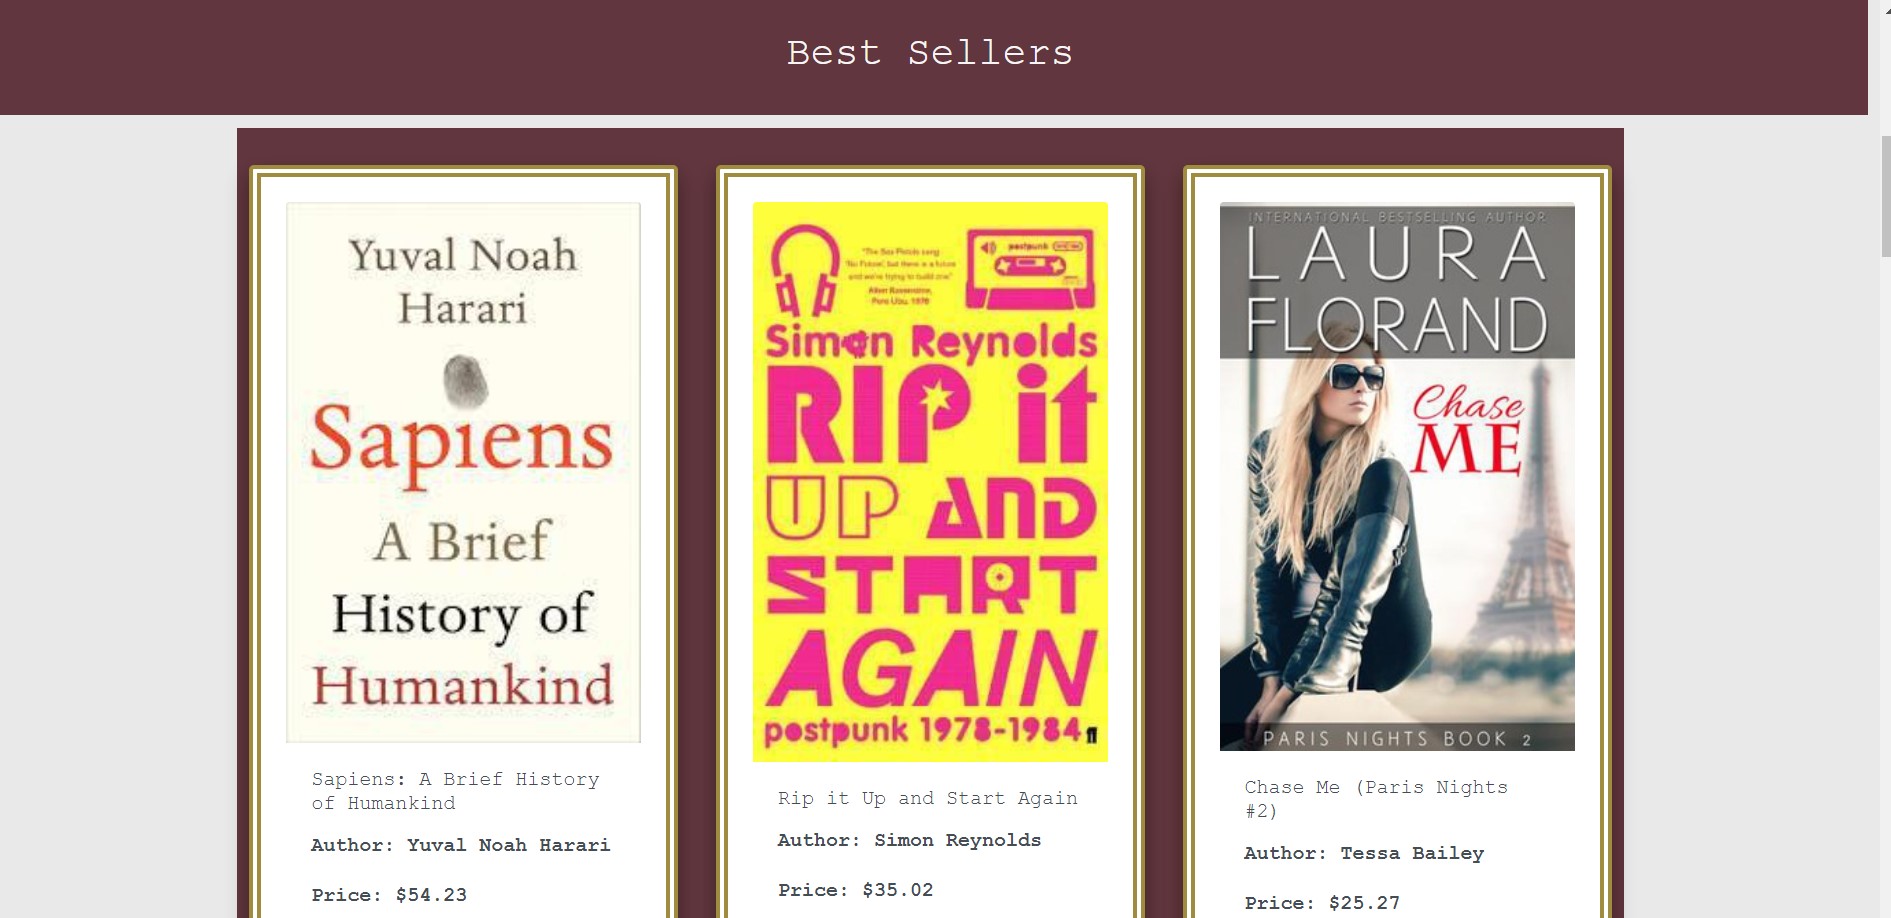 Best Sellers
Yuval Noah
Harari
Sapiens
A Brief
History of
Humankind
Sapiens: A Brief History
of Humankind
Author: Yuval Noah Harari
Price: $54.23
"The Sex Pistols sang
'No Future', but there is a future
and we're trying to build one."
Allen Ravenstine,
Pere Ubu, 1978
postpunk
Simon Reynolds
RIP it
UP AND
START
AGAIN
postpunk 1978-1984 ff
Rip it Up and Start Again
Author: Simon Reynolds
Price: $35.02
INTERNATIONAL BESTSELLING AUTHOR
LAURA
FLORAND
Chase
ME
PARIS NIGHTS BOOK 2
Chase Me (Paris Nights
#2)
Author: Tessa Bailey
Price: $25.27